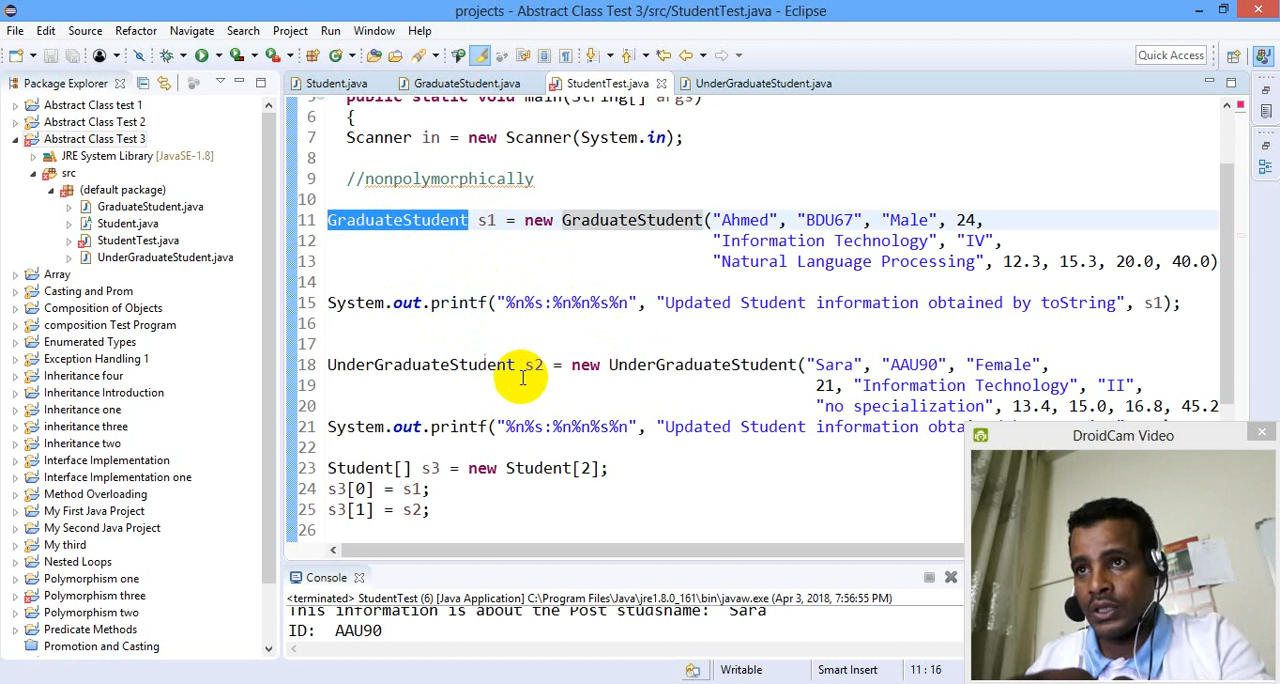 projects - Abstract Class Test 3/src/StudentTest.java - Eclipse
File Edit Source Refactor Navigate Search Project Run Window Help
Quick Access
Package Explorer
Student.java GraduateStudent.java StudentTest.java UnderGraduateStudent.java
Abstract Class test 1
Abstract Class Test 2
Abstract Class Test 3
JRE System Library [JavaSE-1.8]
src
(default package)
GraduateStudent.java
Student.java
StudentTest.java
UnderGraduateStudent.java
Array
Casting and Prom
Composition of Objects
composition Test Program
Enumerated Types
Exception Handling 1
Inheritance four
Inheritance Introduction
Inheritance one
inheritance three
Inheritance two
Interface Implementation
Interface Implementation one
Method Overloading
My First Java Project
My Second Java Project
My third
Nested Loops
Polymorphism one
Polymorphism three
Polymorphism two
Predicate Methods
Promotion and Casting
public static void main(String[] args)
6 {
7 Scanner in = new Scanner(System.in);
8
9 //nonpolymorphically
10
11 GraduateStudent s1 = new GraduateStudent("Ahmed", "BDU67", "Male", 24,
12 "Information Technology", "IV",
13 "Natural Language Processing", 12.3, 15.3, 20.0, 40.0)
14
15 System.out.printf("%n%s:%n%n%s%n", "Updated Student information obtained by toString", s1);
16
17
18 UnderGraduateStudent s2 = new UnderGraduateStudent("Sara", "AAU90", "Female",
19 21, "Information Technology", "II",
20 "no specialization", 13.4, 15.0, 16.8, 45.2
21 System.out.printf("%n%s:%n%n%s%n", "Updated Student information obta
22
23 Student[] s3 = new Student[2];
24 s3[0] = s1;
25 s3[1] = s2;
26
DroidCam Video
Console
<terminated> StudentTest (6) [Java Application] C:\Program Files\Java\jre1.8.0_161\bin\javaw.exe (Apr 3, 2018, 7:56:55 PM)
This information is about the Post studsname: Sara
ID: AAU90
Writable Smart Insert 11 : 16